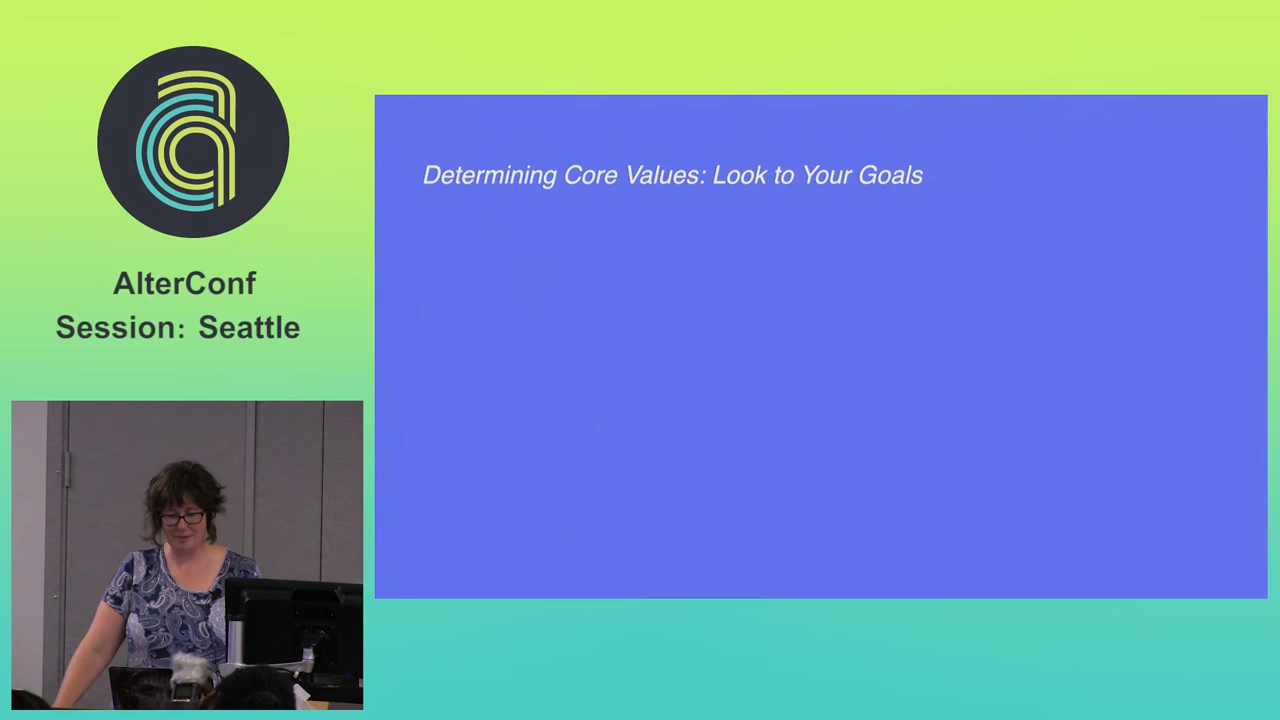 AlterConf
Session: Seattle
Determining Core Values: Look to Your Goals